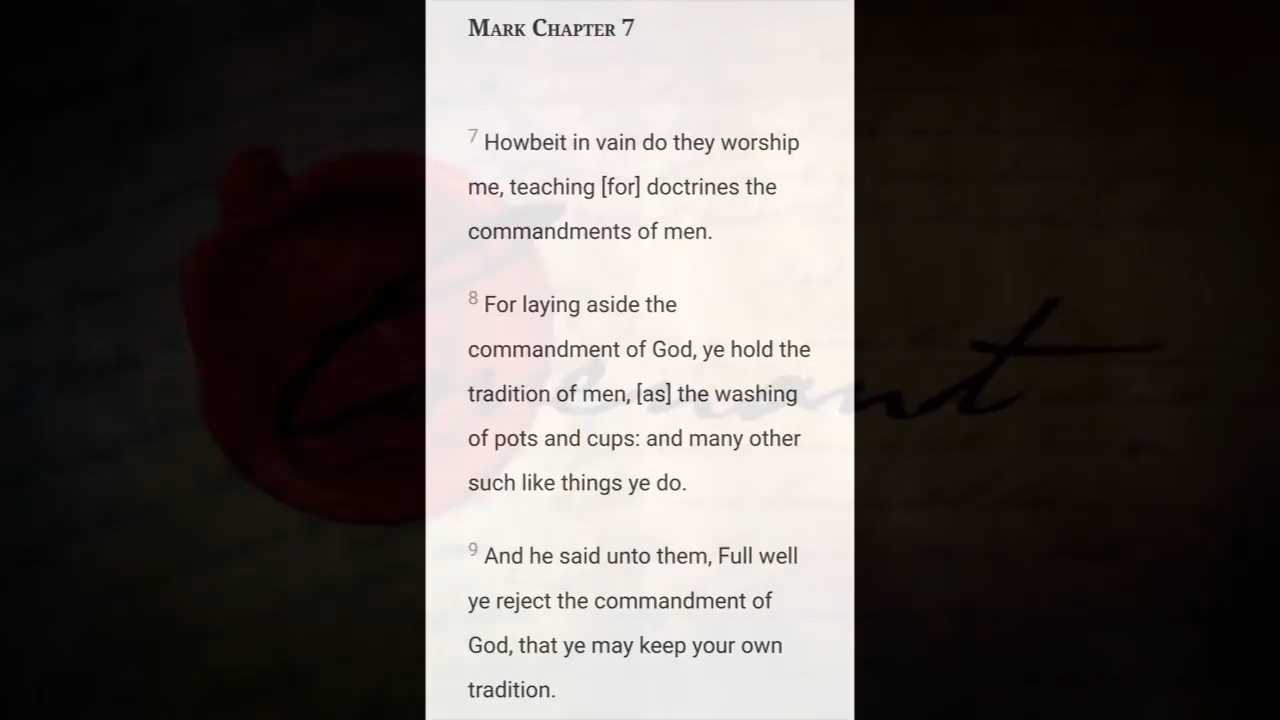 Mark Chapter 7
7 Howbeit in vain do they worship
me, teaching [for] doctrines the
commandments of men.
8 For laying aside the
commandment of God, ye hold the
tradition of men, [as] the washing
of pots and cups: and many other
such like things ye do.
9 And he said unto them, Full well
ye reject the commandment of
God, that ye may keep your own
tradition.
Covenant